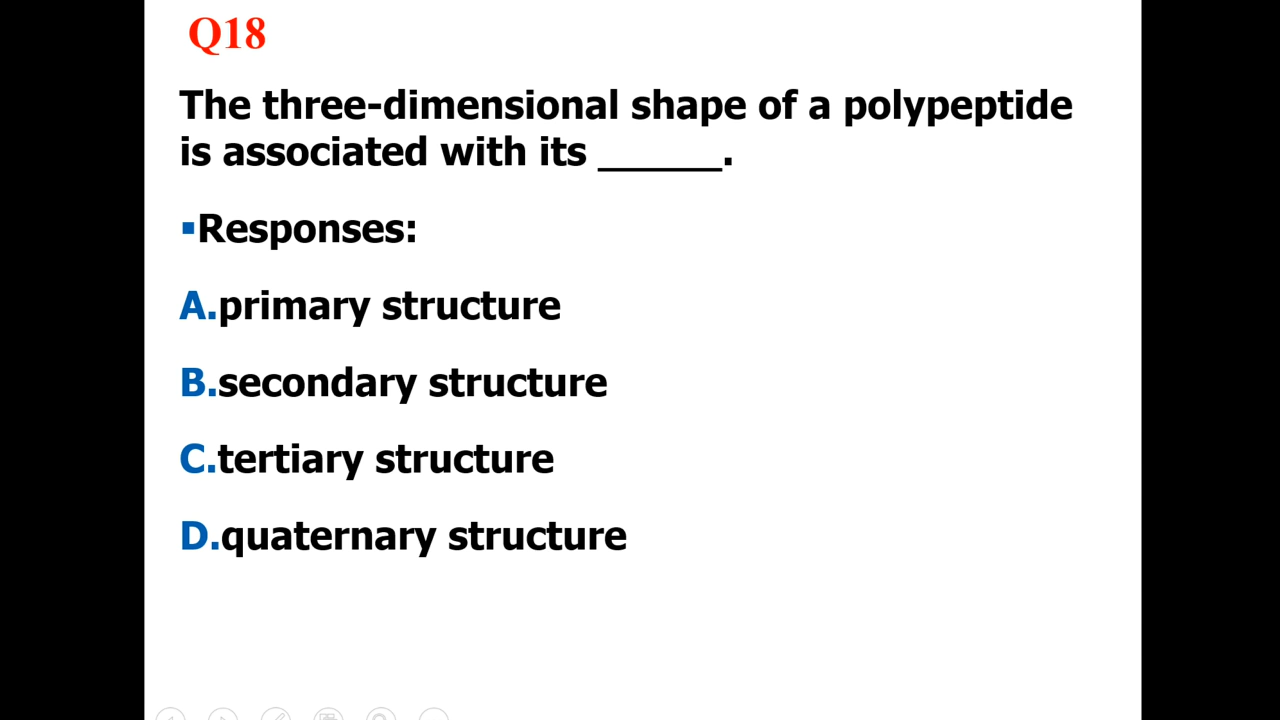 Q18
The three-dimensional shape of a polypeptide
is associated with its ______.
▪Responses:
A.primary structure
B.secondary structure
C.tertiary structure
D.quaternary structure